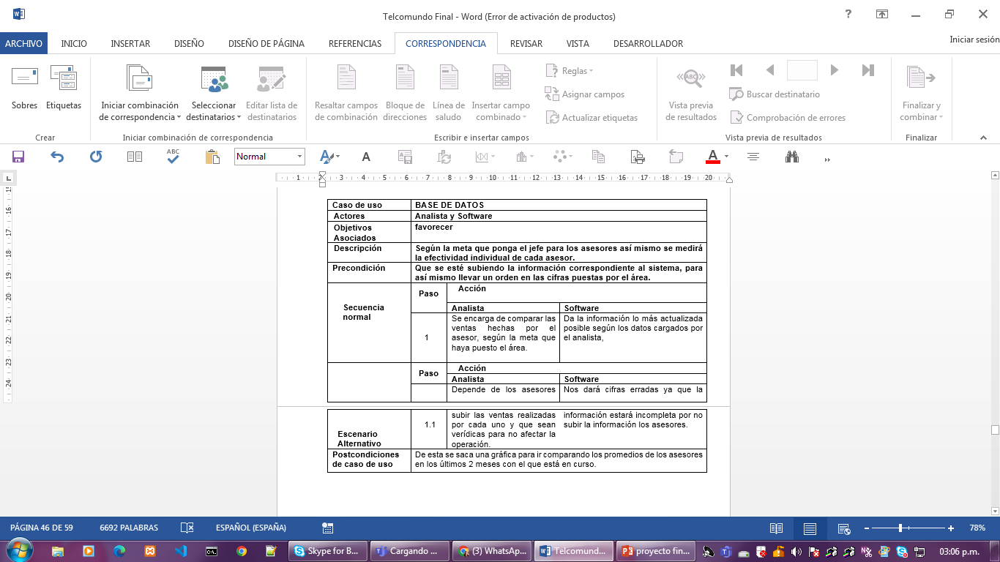 Telcomundo Final - Word (Error de activación de productos)
ARCHIVO INICIO INSERTAR DISEÑO DISEÑO DE PÁGINA REFERENCIAS CORRESPONDENCIA REVISAR VISTA DESARROLLADOR Iniciar sesión
Sobres Etiquetas
Crear
Iniciar combinación de correspondencia
Seleccionar destinatarios
Editar lista de destinatarios
Iniciar combinación de correspondencia
Resaltar campos de combinación
Bloque de direcciones
Línea de saludo
Insertar campo combinado
Reglas
Asignar campos
Actualizar etiquetas
Escribir e insertar campos
ABC
Vista previa de resultados
Buscar destinatario
Comprobación de errores
Vista previa de resultados
Finalizar y combinar
Finalizar
ABC Normal A A A
1 2 3 4 5 6 7 8 9 10 11 12 13 14 15 16 17 18 19 20
16
17
18
19
20
21
22
23
24
Caso de uso BASE DE DATOS
Actores Analista y Software
Objetivos Asociados favorecer
Descripción Según la meta que ponga el jefe para los asesores así mismo se medirá
la efectividad individual de cada asesor.
Precondición Que se esté subiendo la información correspondiente al sistema, para
así mismo llevar un orden en las cifras puestas por el área.
Secuencia normal
Paso Acción
Analista Software
1
Se encarga de comparar las
ventas hechas por el
asesor, según la meta que
haya puesto el área.
Da la información lo más actualizada
posible según los datos cargados por
el analista,
Paso Acción
Analista Software
Depende de los asesores Nos dará cifras erradas ya que la
Escenario Alternativo
1.1
subir las ventas realizadas
por cada uno y que sean
verídicas para no afectar la
operación.
información estará incompleta por no
subir la información los asesores.
Postcondiciones de caso de uso
De esta se saca una gráfica para ir comparando los promedios de los asesores
en los últimos 2 meses con el que está en curso.
PÁGINA 46 DE 59 6692 PALABRAS ESPAÑOL (ESPAÑA) 78%
Skype for B... Cargando ... (3) WhatsAp... Telcomund... proyecto fin... 03:06 p.m.